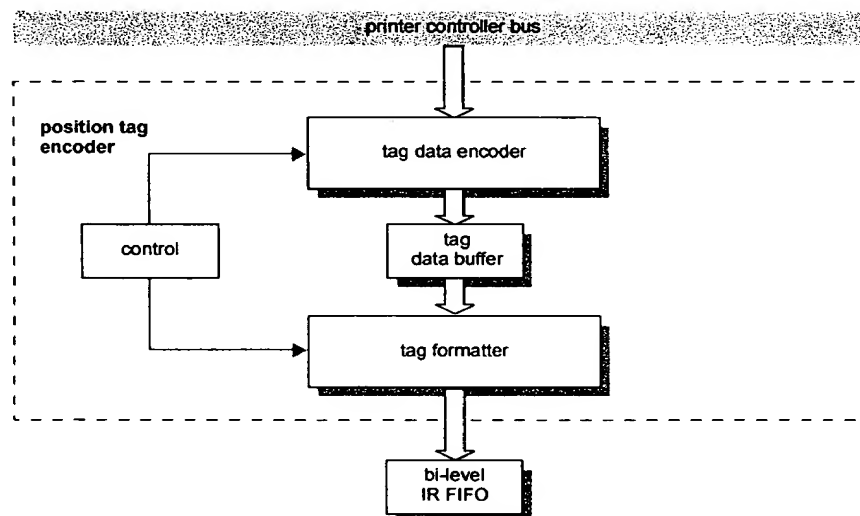 printer controller bus
position tag
encoder
tag data encoder
control
tag
data buffer
tag formatter
bi-level
IR FIFO